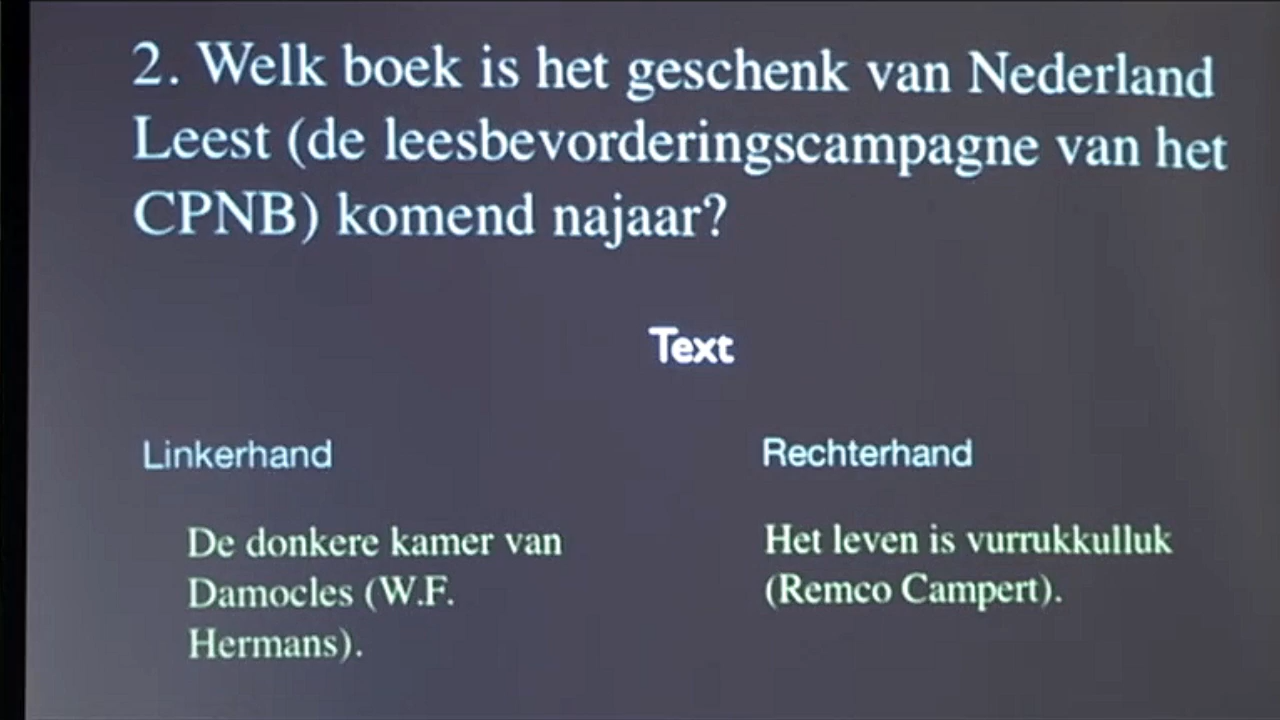 2. Welk boek is het geschenk van Nederland
Leest (de leesbevorderingscampagne van het
CPNB) komend najaar?
Text
Linkerhand
Rechterhand
De donkere kamer van
Damocles (W.F.
Hermans).
Het leven is vurrukkulluk
(Remco Campert).